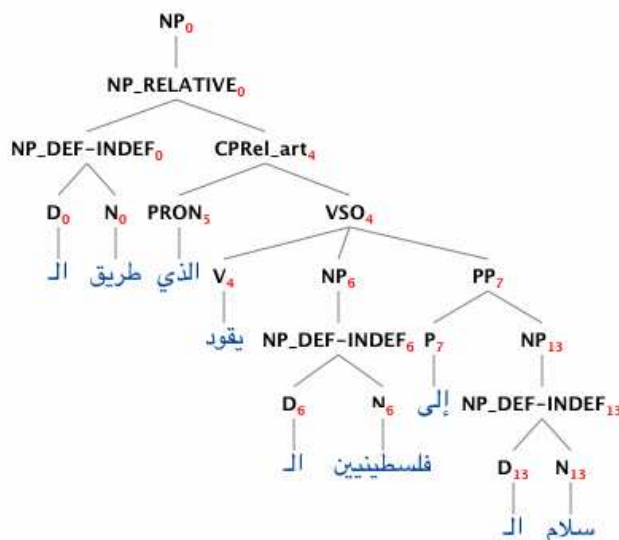 NP0
NP_RELATIVE0
NP_DEF-INDEF0 CPRel_art4
D0 N0 PRON5 VSO4
الـ طريق الذي V4 NP6 PP7
يقود NP_DEF-INDEF6 P7 NP13
D6 N6 إلى NP_DEF-INDEF13
الـ فلسطينيين D13 N13
الـ سلام